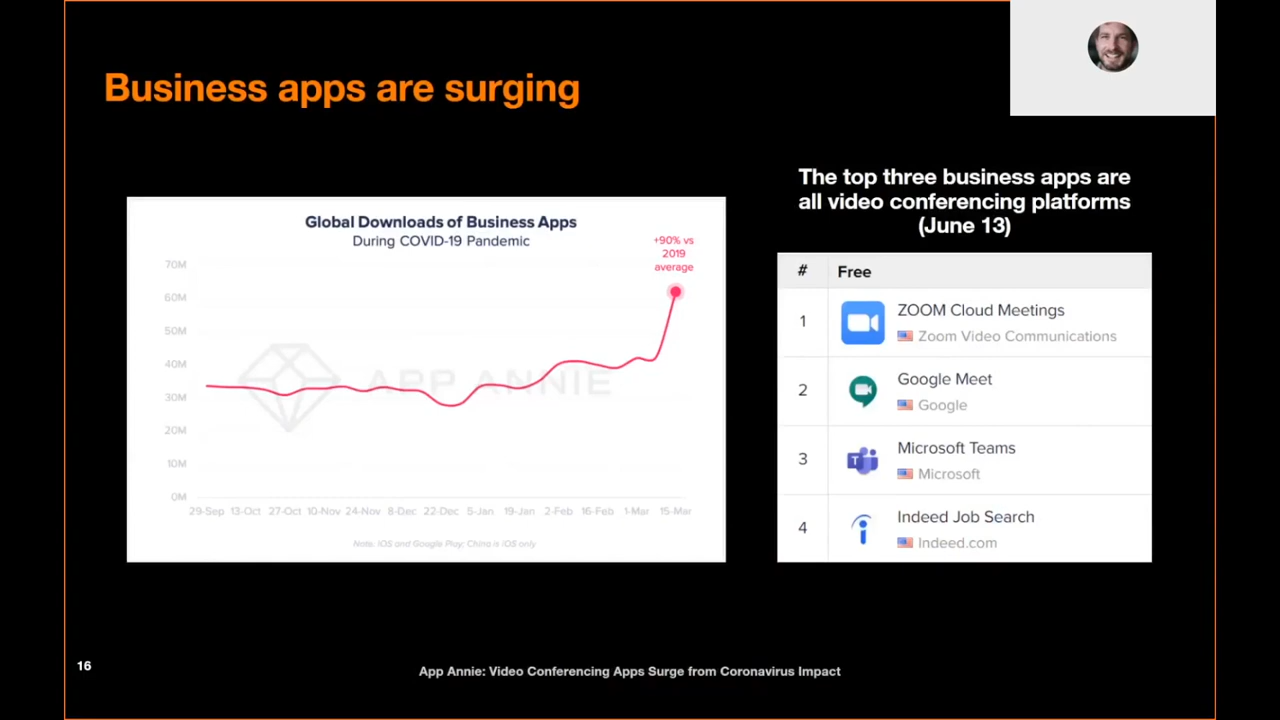 Business apps are surging
Global Downloads of Business Apps
During COVID-19 Pandemic
+90% vs
2019
average
70M
60M
50M
40M
30M
20M
10M
0M
APP ANNIE
29-Sep 13-Oct 27-Oct 10-Nov 24-Nov 8-Dec 22-Dec 5-Jan 19-Jan 2-Feb 16-Feb 1-Mar 15-Mar
Note: iOS and Google Play; China is iOS only
The top three business apps are
all video conferencing platforms
(June 13)
# Free
1 ZOOM Cloud Meetings
Zoom Video Communications
2 Google Meet
Google
3 Microsoft Teams
T
Microsoft
4 Indeed Job Search
Indeed.com
16
App Annie: Video Conferencing Apps Surge from Coronavirus Impact